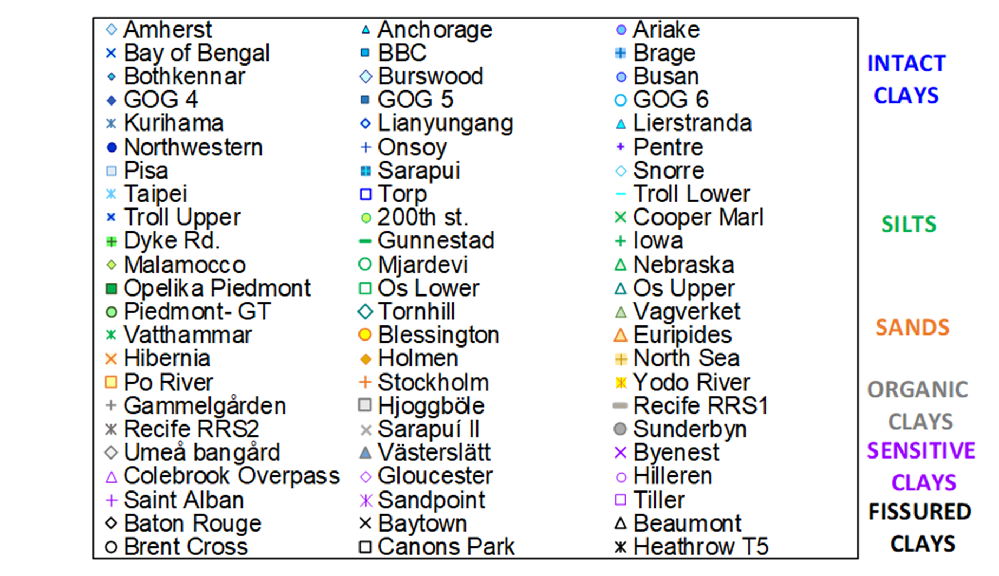 Amherst Anchorage Ariake
Bay of Bengal BBC Brage
Bothkennar Burswood Busan
GOG 4 GOG 5 GOG 6
Kurihama Lianyungang Lierstranda
Northwestern Onsoy Pentre
Pisa Sarapui Snorre
Taipei Torp Troll Lower
Troll Upper 200th st. Cooper Marl
Dyke Rd. Gunnestad Iowa
Malamocco Mjardevi Nebraska
Opelika Piedmont Os Lower Os Upper
Piedmont- GT Tornhill Vagverket
Vatthammar Blessington Euripides
Hibernia Holmen North Sea
Po River Stockholm Yodo River
Gammelgården Hjoggböle Recife RRS1
Recife RRS2 Sarapuí II Sunderbyn
Umeå bangård Västerslätt Byenest
Colebrook Overpass Gloucester Hilleren
Saint Alban Sandpoint Tiller
Baton Rouge Baytown Beaumont
Brent Cross Canons Park Heathrow T5
INTACT
CLAYS
SILTS
SANDS
ORGANIC
CLAYS
SENSITIVE
CLAYS
FISSURED
CLAYS